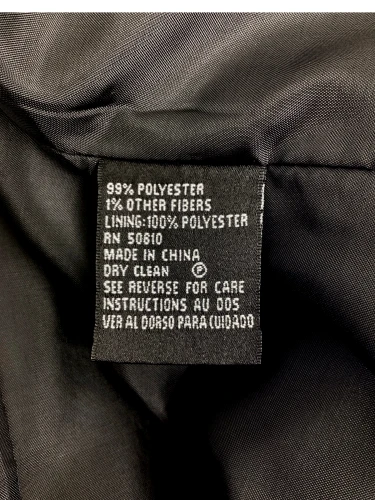 99% POLYESTER
1% OTHER FIBERS
LINING:100% POLYESTER
RN 50810
MADE IN CHINA
DRY CLEAN Ⓟ
SEE REVERSE FOR CARE
INSTRUCTIONS AU DOS
VER AL DORSO PARA CUIDADO